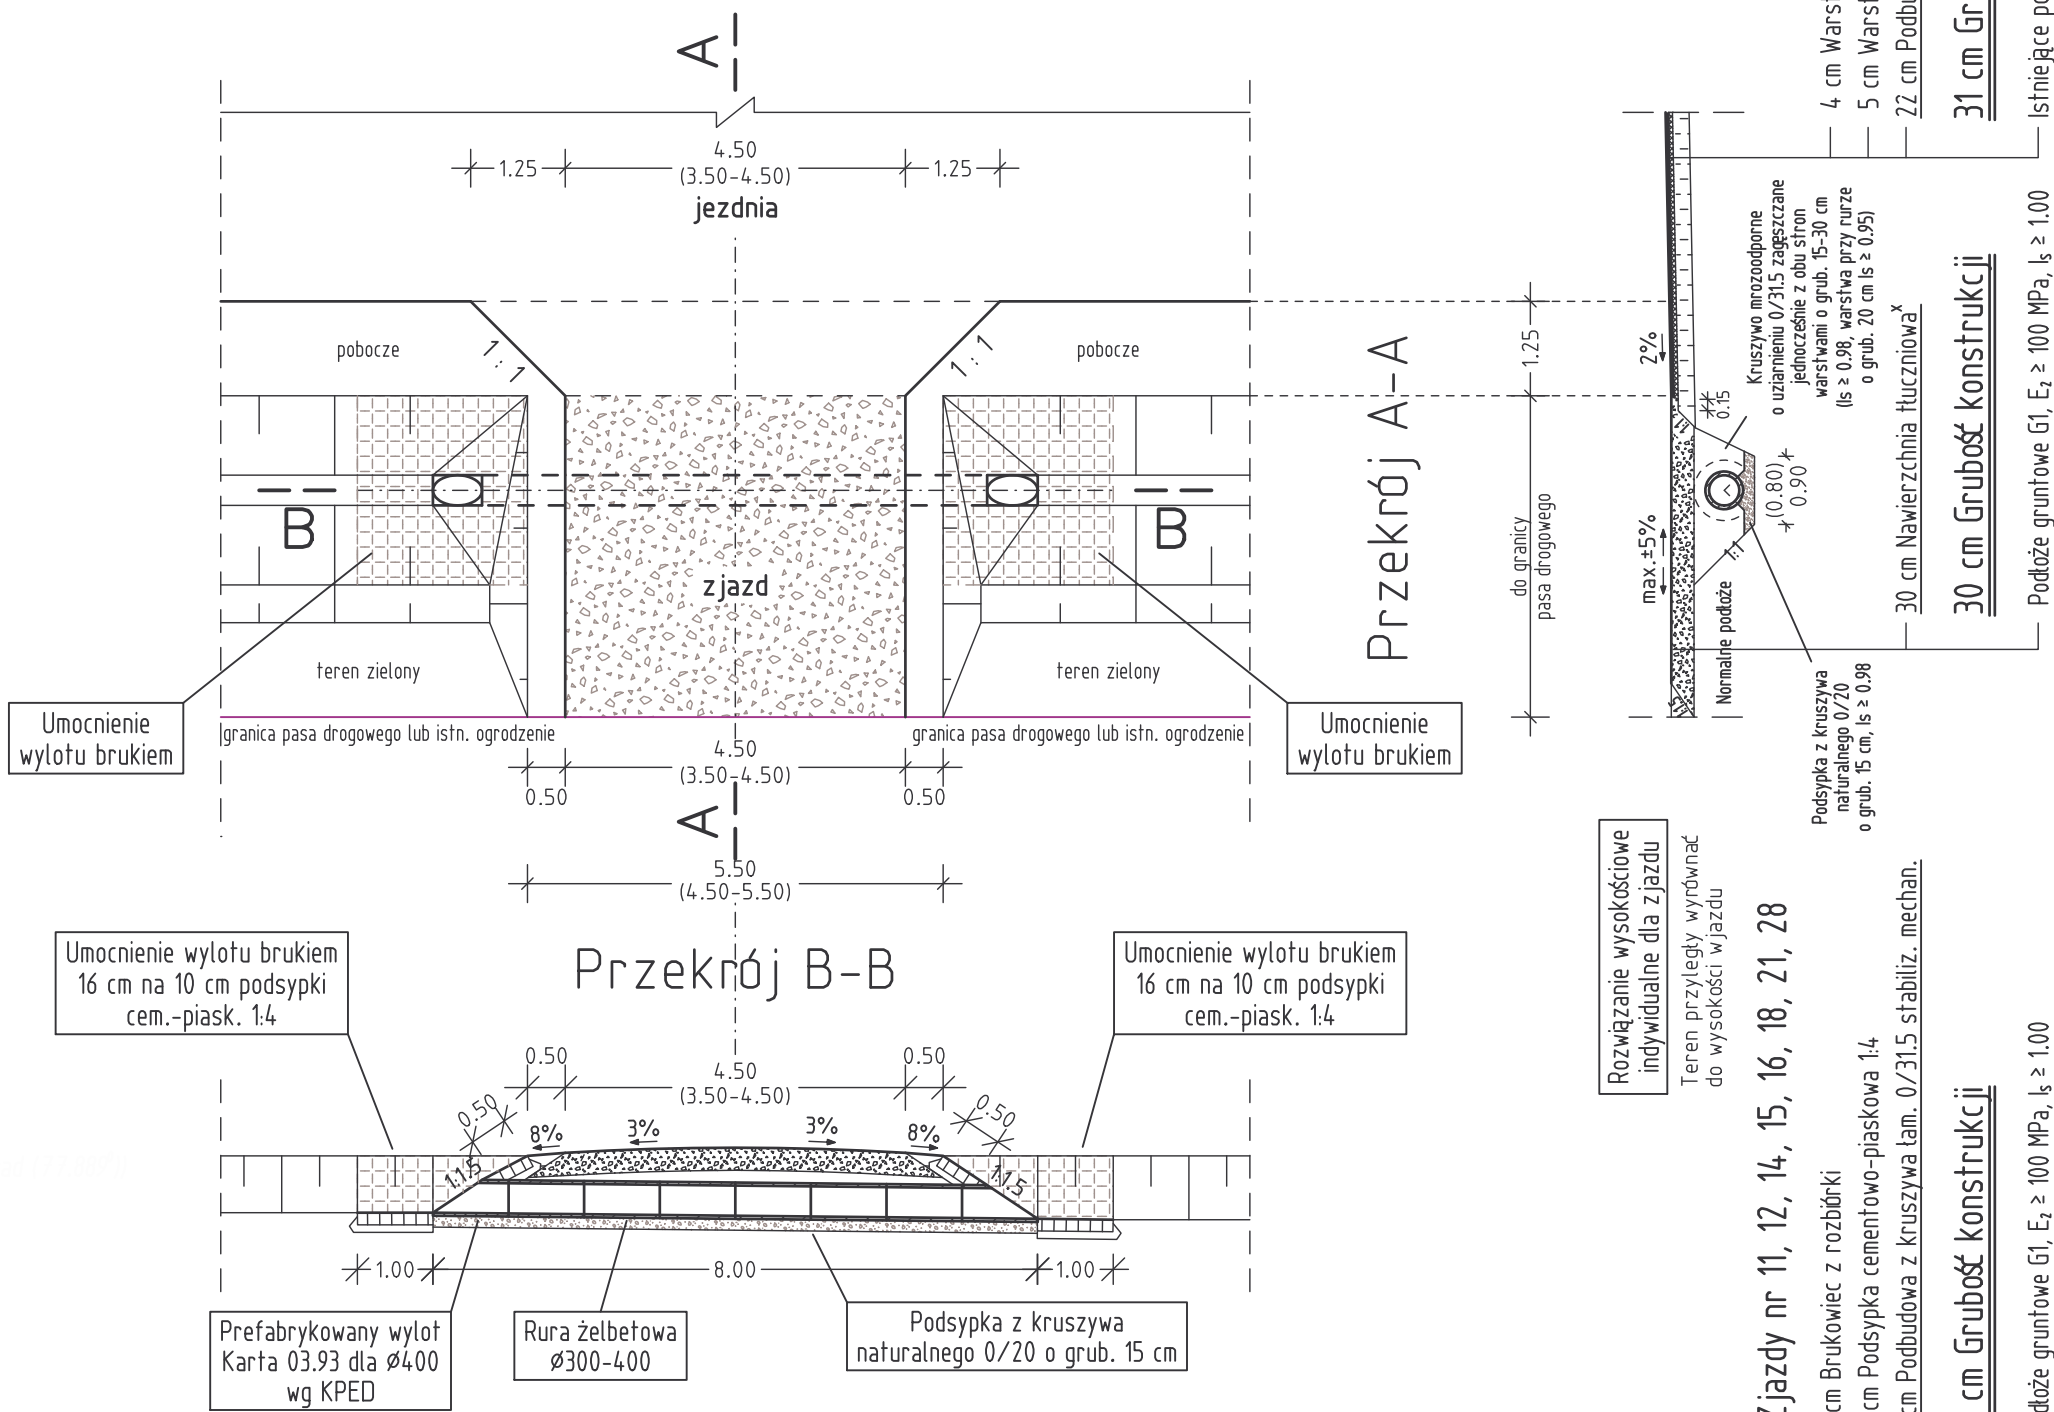 A
4.50
1.25
(3.50-4.50)
1.25
jezdnia
pobocze
1:1
1:1
pobocze
B
B
zjazd
teren zielony
teren zielony
Umocnienie
wylotu brukiem
Umocnienie
wylotu brukiem
granica pasa drogowego lub istn. ogrodzenie
granica pasa drogowego lub istn. ogrodzenie
4.50
(3.50-4.50)
0.50
0.50
A
5.50
(4.50-5.50)
Przekrój B-B
Umocnienie wylotu brukiem
16 cm na 10 cm podsypki
cem.-piask. 1:4
Umocnienie wylotu brukiem
16 cm na 10 cm podsypki
cem.-piask. 1:4
0.50
0.50
4.50
(3.50-4.50)
0.50
0.50
8%
3%
3%
8%
1:1.5
1:1.5
1.00
8.00
1.00
Prefabrykowany wylot
Karta 03.93 dla Ø400
wg KPED
Rura żelbetowa
Ø300-400
Podsypka z kruszywa
naturalnego 0/20 o grub. 15 cm
Przekrój A-A
1.25
do granicy
pasa drogowego
2%
max.±5%
0.15
1:1
1:1
1:1.5
(0.80)
0.90
Normalne podłoże
Kruszywo mrozoodporne
o uziarnieniu 0/31.5 zagęszczane
jednocześnie z obu stron
warstwami o grub. 15-30 cm
(Is ≥ 0.98, warstwa przy rurze
o grub. 20 cm Is ≥ 0.95)
Podsypka z kruszywa
naturalnego 0/20
o grub. 15 cm, Is ≥ 0.98
4 cm
5 cm
22 cm
31 cm
Istniejące
30 cm Nawierzchnia tłuczniowaˣ
30 cm Grubość konstrukcji
Podłoże gruntowe G1, E₂ ≥ 100 MPa, Iₛ ≥ 1.00
Rozwiązanie wysokościowe
indywidualne dla zjazdu
Teren przyległy wyrównać
do wysokości wjazdu
Zjazdy nr 11, 12, 14, 15, 16, 18, 21, 28
cm Brukowiec z rozbiórki
cm Podsypka cementowo-piaskowa 1:4
cm Podbudowa z kruszywa łam. 0/31.5 stabiliz. mechan.
cm Grubość konstrukcji
gruntowe G1, E₂ ≥ 100 MPa, Iₛ ≥ 1.00